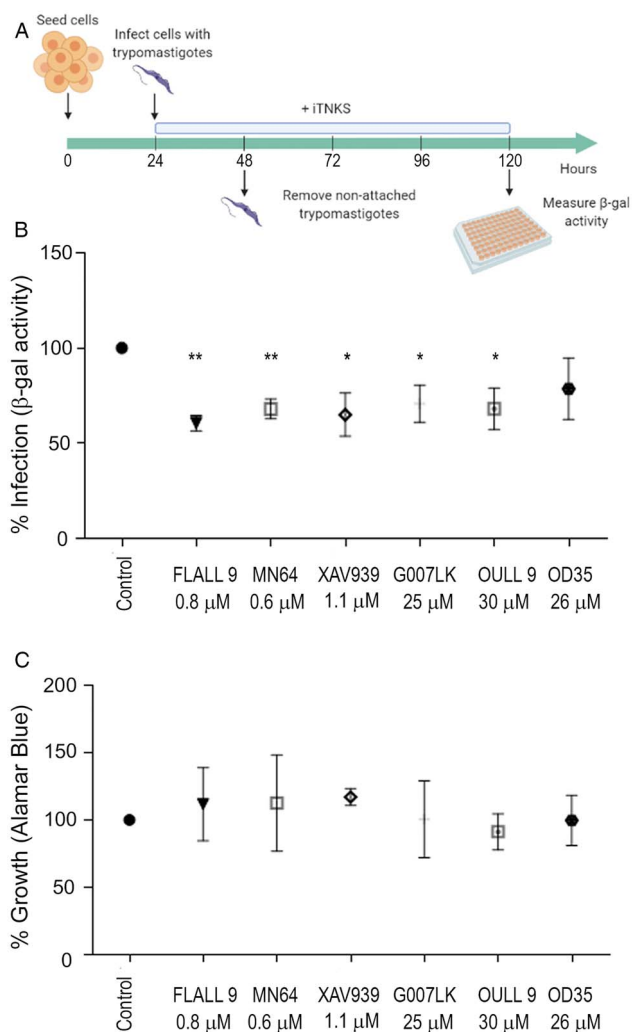 A
Seed cells
Infect cells with
trypomastigotes
+ iTNKS
0 24 48 72 96 120
Hours
Remove non-attached
trypomastigotes
Measure β-gal
activity
B
% Infection (β-gal activity)
150
100
50
0
** ** * * *
Control FLALL 9 MN64 XAV939 G007LK OULL 9 OD35
0.8 μM 0.6 μM 1.1 μM 25 μM 30 μM 26 μM
C
% Growth (Alamar Blue)
200
150
100
50
0
Control FLALL 9 MN64 XAV939 G007LK OULL 9 OD35
0.8 μM 0.6 μM 1.1 μM 25 μM 30 μM 26 μM